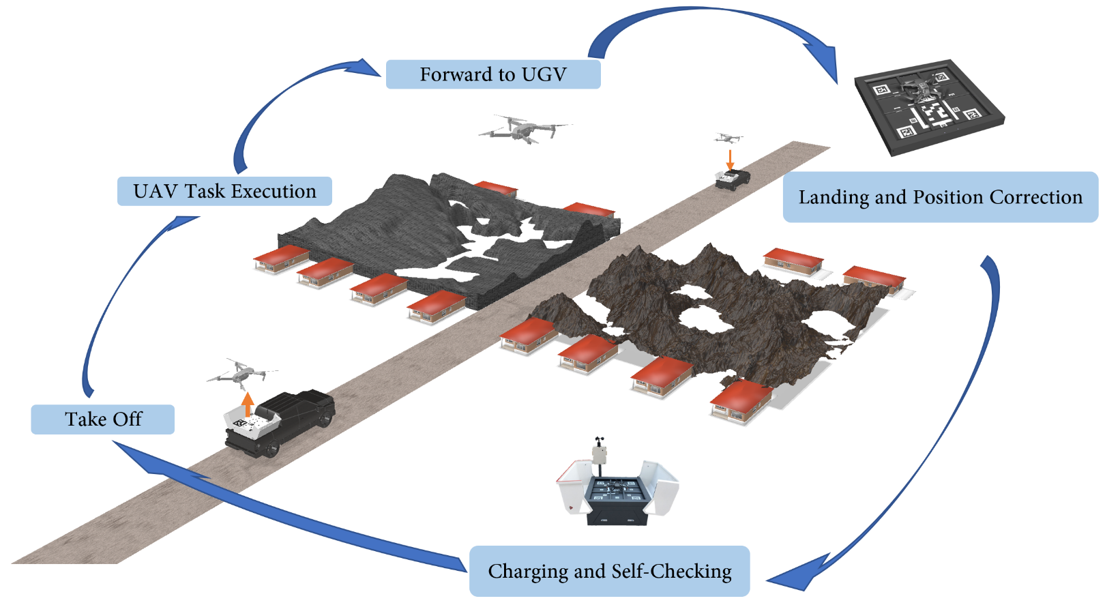 Forward to UGV
UAV Task Execution
Landing and Position Correction
Take Off
Charging and Self-Checking